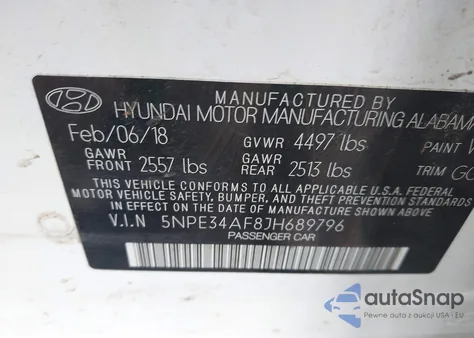 MANUFACTURED BY
HYUNDAI MOTOR MANUFACTURING ALABAMA
Feb/06/18 GVWR 4497 lbs PAINT
GAWR FRONT 2557 lbs GAWR REAR 2513 lbs TRIM
THIS VEHICLE CONFORMS TO ALL APPLICABLE U.S.A. FEDERAL
MOTOR VEHICLE SAFETY, BUMPER, AND THEFT PREVENTION STANDARDS
IN EFFECT ON THE DATE OF MANUFACTURE SHOWN ABOVE.
V.I.N 5NPE34AF8JH689796
PASSENGER CAR
autoSnap
Pewne auta z USA i EU